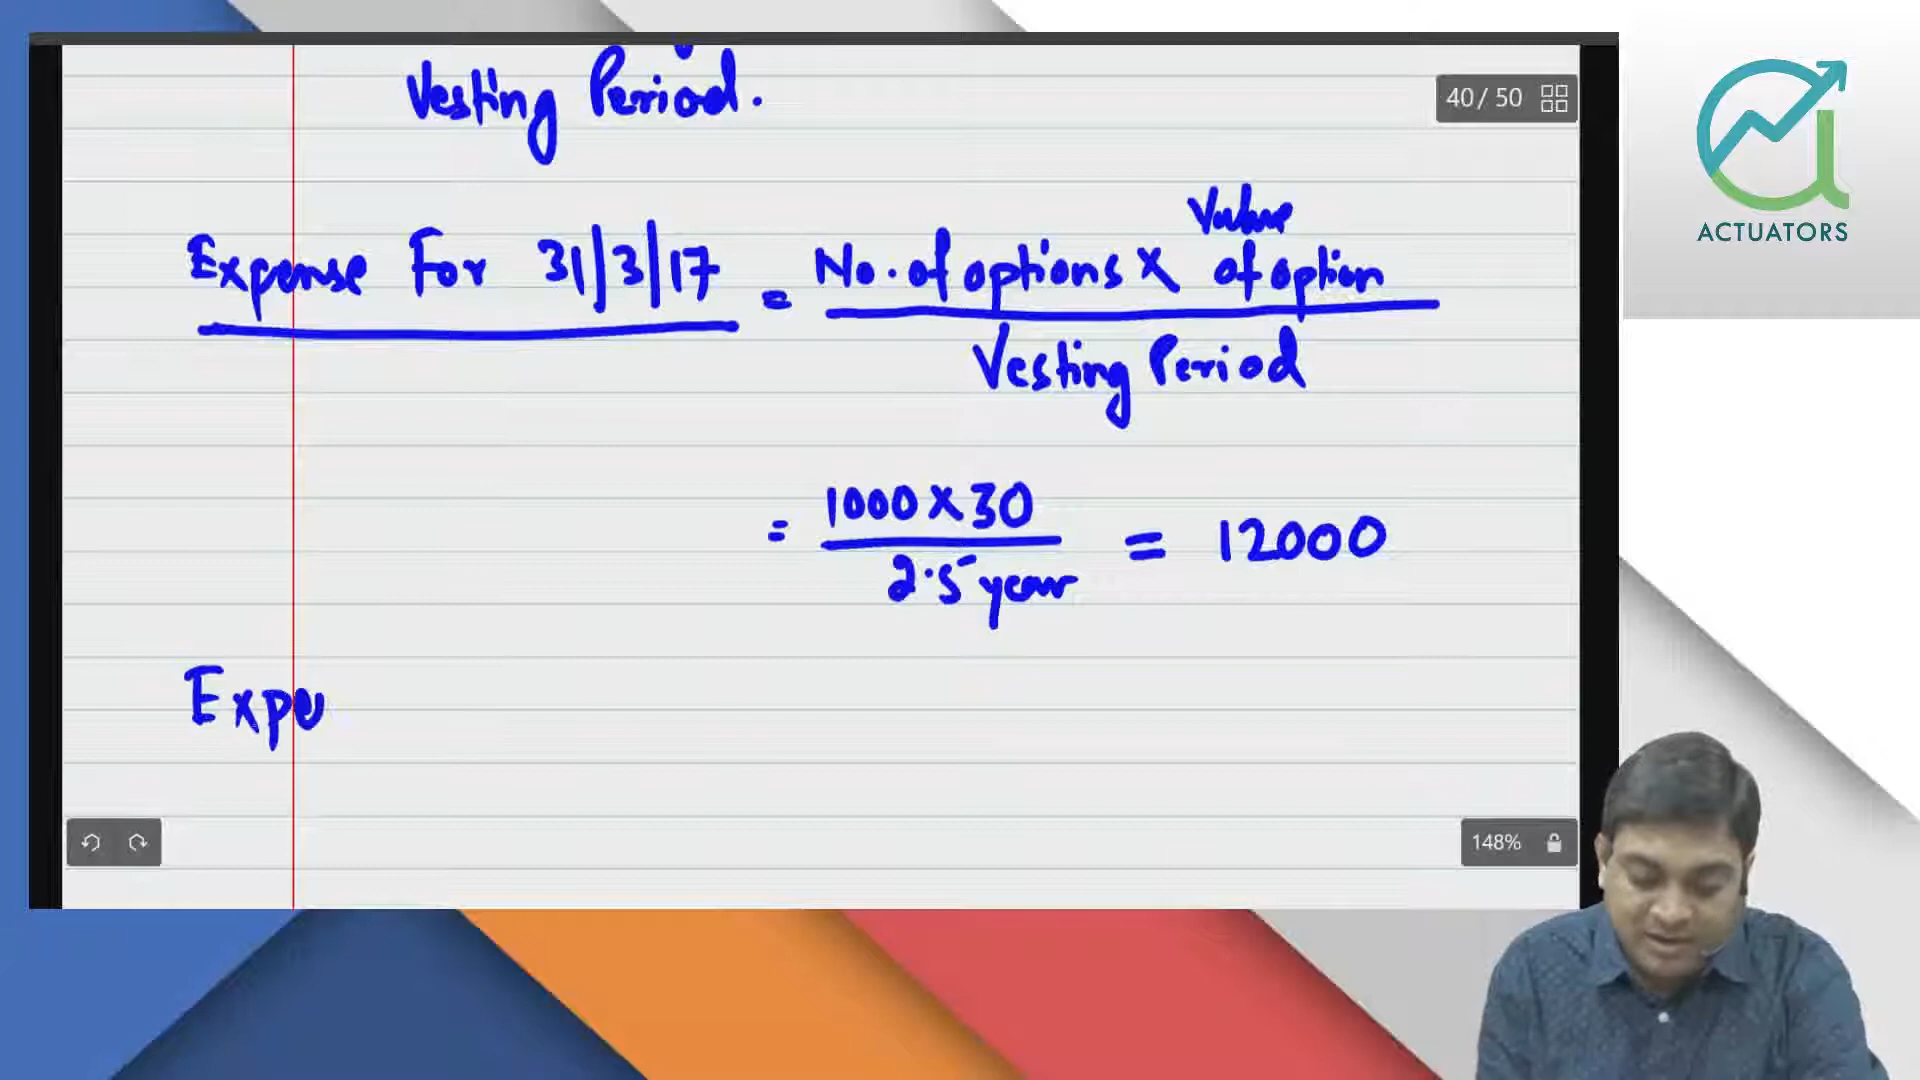 Vesting Period.
40 / 50
ACTUATORS
Expense For 31/3/17 = No. of options X Value of option
Vesting Period
= 1000 X 30
2.5 year
= 12000
Expe
148%